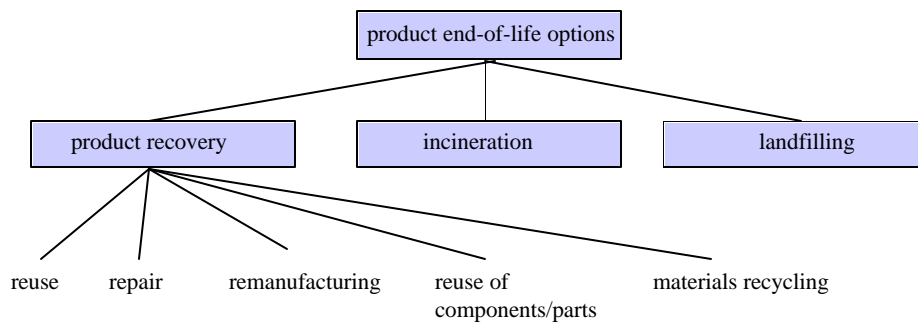 product end-of-life options
product recovery
incineration
landfilling
reuse
repair
remanufacturing
reuse of
components/parts
materials recycling